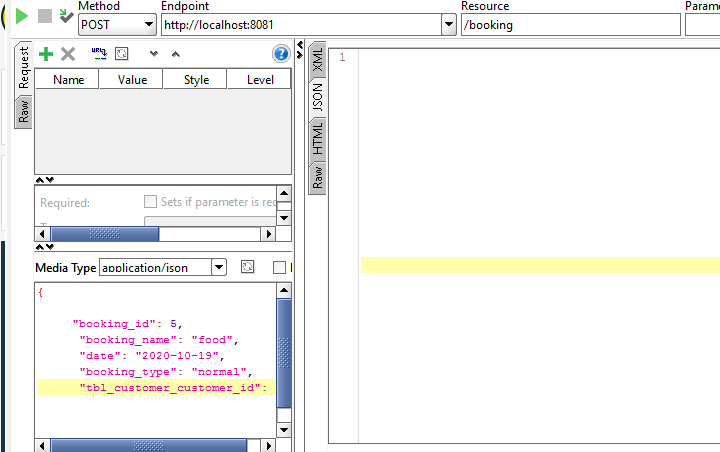 Method Endpoint Resource Param
POST http://localhost:8081 /booking
Request
Raw
Name Value Style Level
Required: Sets if parameter is req
Media Type application/json
{
"booking_id": 5,
"booking_name": "food",
"date": "2020-10-19",
"booking_type": "normal",
"tbl_customer_customer_id":
XML
JSON
HTML
Raw
1